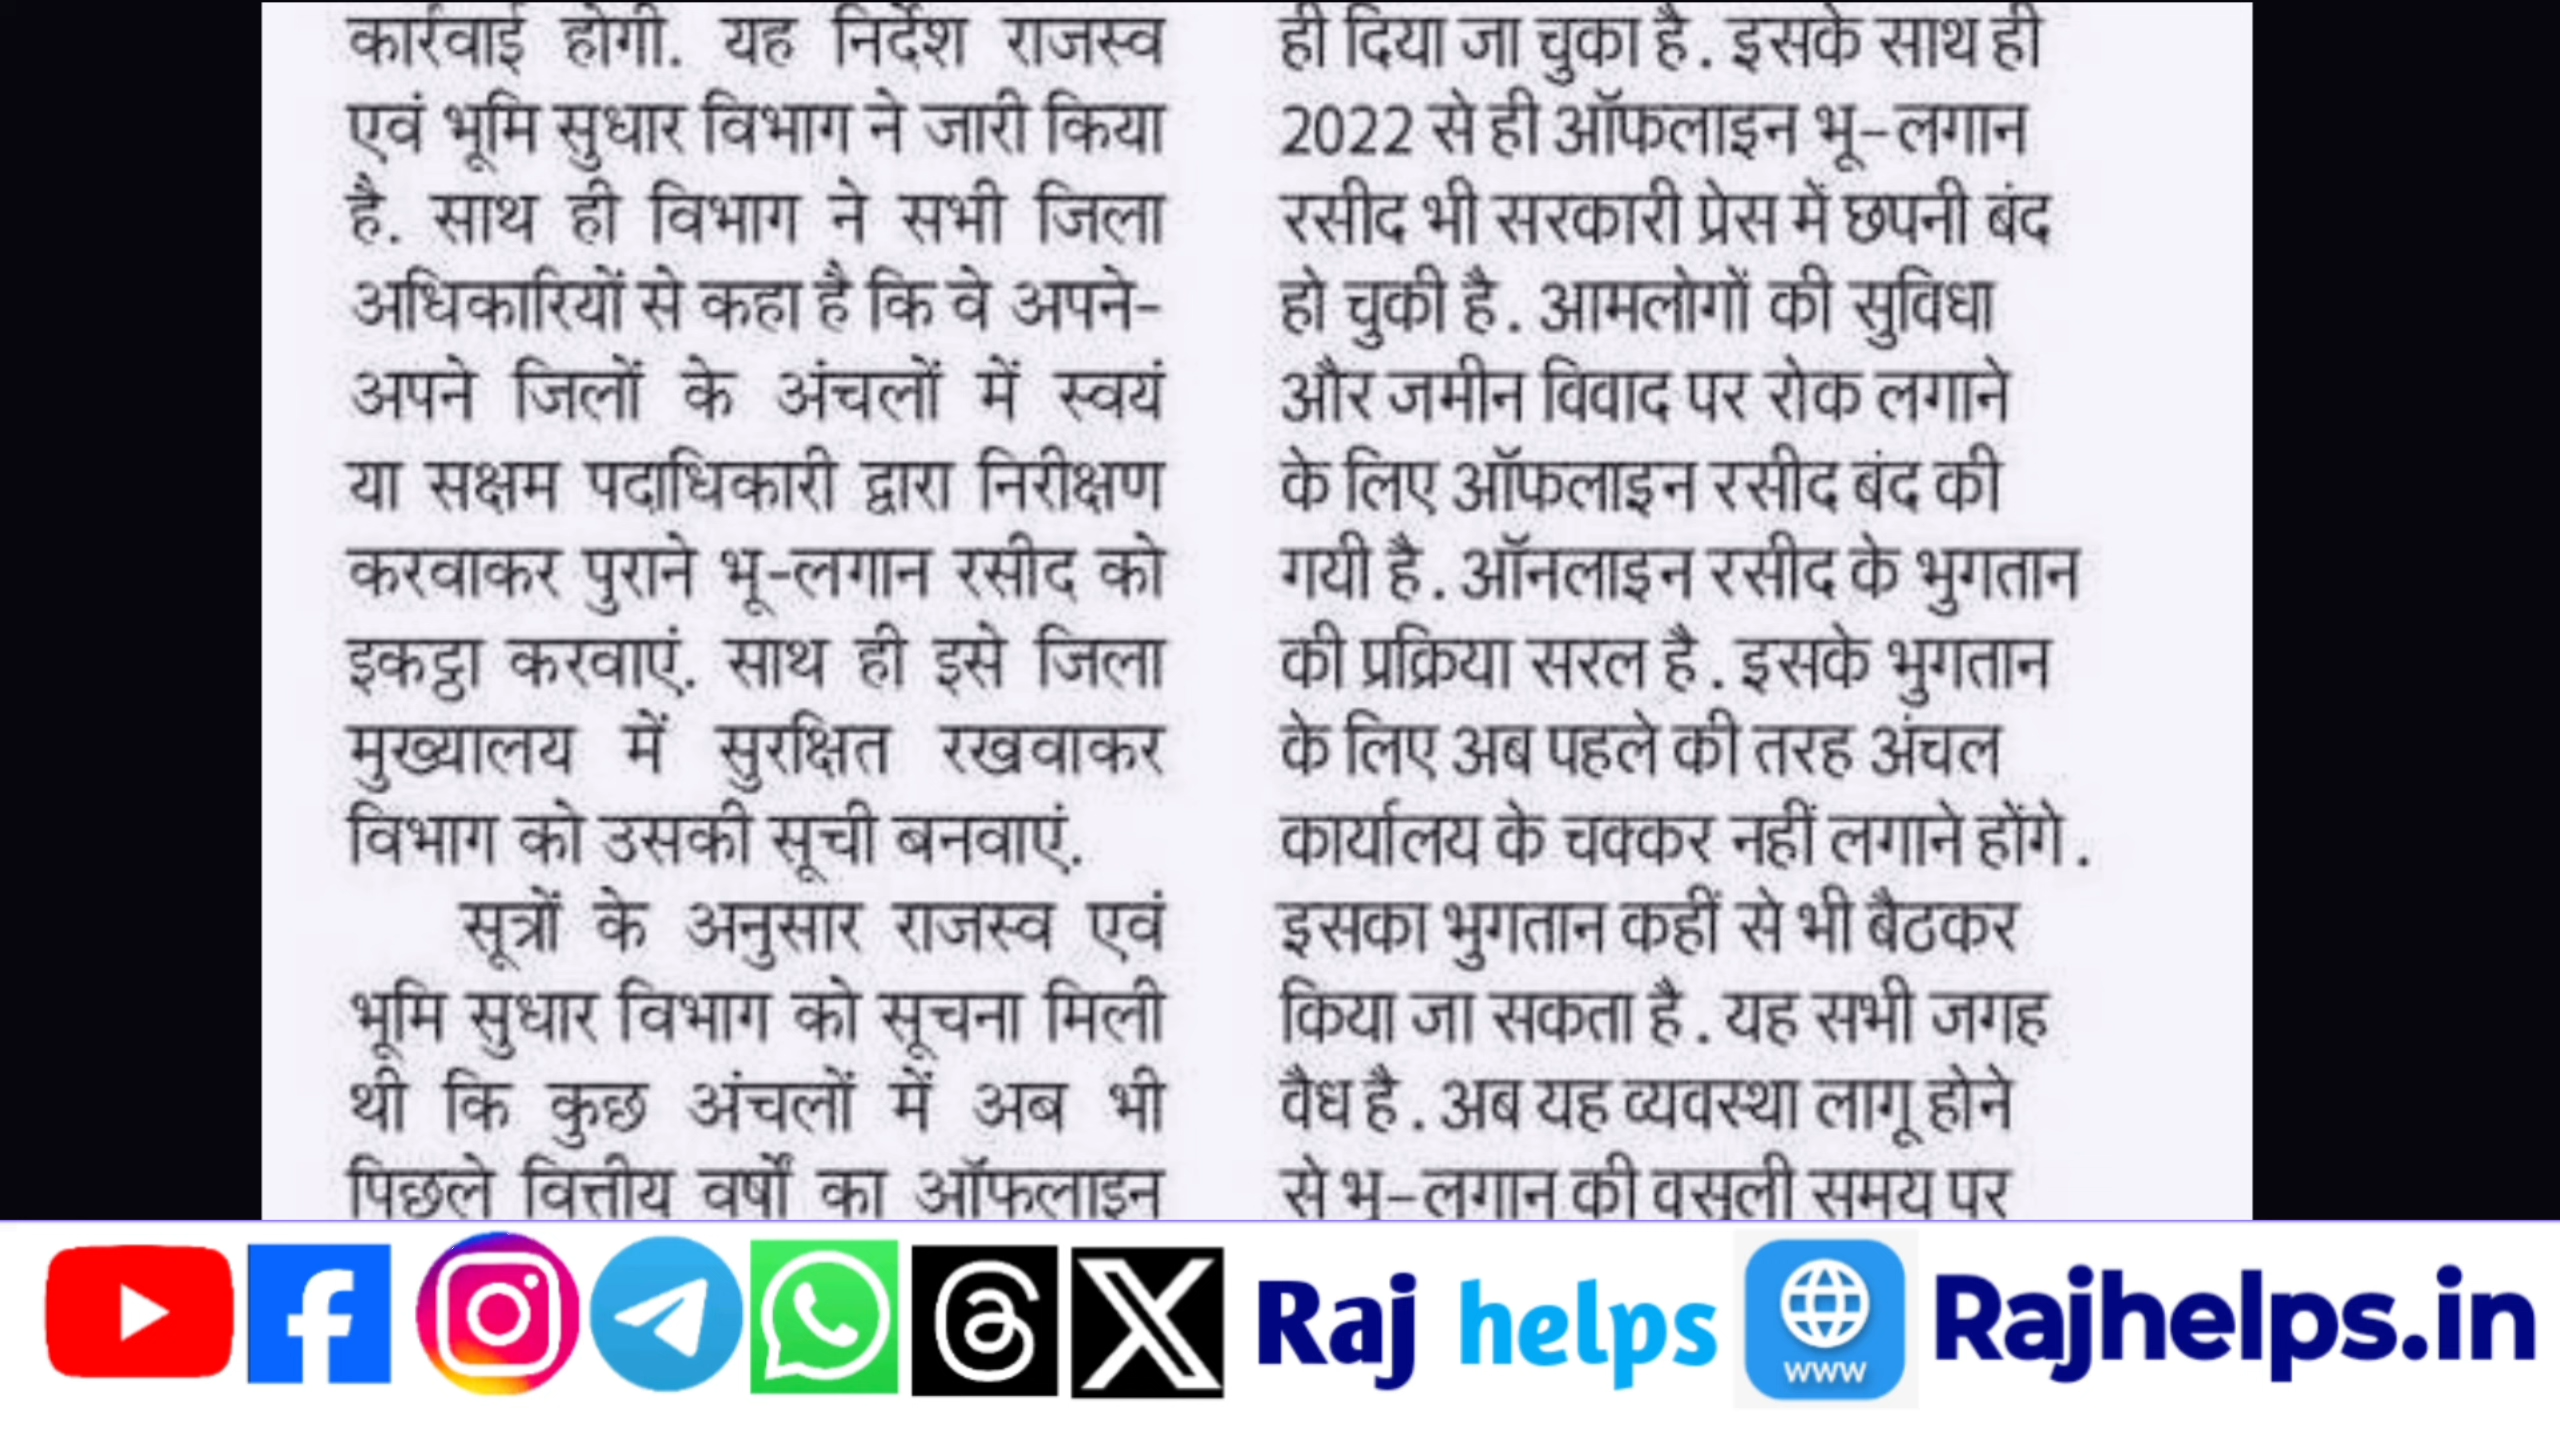 कार्रवाई होगी. यह निर्देश राजस्व
एवं भूमि सुधार विभाग ने जारी किया
है. साथ ही विभाग ने सभी जिला
अधिकारियों से कहा है कि वे अपने-
अपने जिलों के अंचलों में स्वयं
या सक्षम पदाधिकारी द्वारा निरीक्षण
करवाकर पुराने भू-लगान रसीद को
इकट्ठा करवाएं. साथ ही इसे जिला
मुख्यालय में सुरक्षित रखवाकर
विभाग को उसकी सूची बनवाएं.
सूत्रों के अनुसार राजस्व एवं
भूमि सुधार विभाग को सूचना मिली
थी कि कुछ अंचलों में अब भी
पिछले वित्तीय वर्षों का ऑफलाइन
ही दिया जा चुका है. इसके साथ ही
2022 से ही ऑफलाइन भू-लगान
रसीद भी सरकारी प्रेस में छपनी बंद
हो चुकी है. आमलोगों की सुविधा
और जमीन विवाद पर रोक लगाने
के लिए ऑफलाइन रसीद बंद की
गयी है. ऑनलाइन रसीद के भुगतान
की प्रक्रिया सरल है. इसके भुगतान
के लिए अब पहले की तरह अंचल
कार्यालय के चक्कर नहीं लगाने होंगे.
इसका भुगतान कहीं से भी बैठकर
किया जा सकता है. यह सभी जगह
वैध है. अब यह व्यवस्था लागू होने
से भू-लगान की वसूली समय पर
Raj helps
www
Rajhelps.in